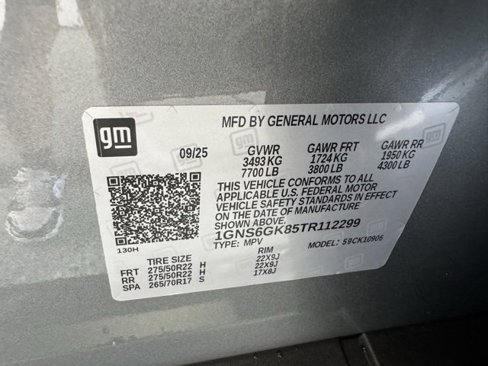 gm
MFD BY GENERAL MOTORS LLC
09/25 GVWR GAWR FRT GAWR RR
3493 KG 1724 KG 1950 KG
7700 LB 3800 LB 4300 LB
THIS VEHICLE CONFORMS TO ALL
APPLICABLE U.S. FEDERAL MOTOR
VEHICLE SAFETY STANDARDS IN EFFECT
ON THE DATE OF MANUFACTURE
SHOWN ABOVE.
1GNS6GK85TR112299
130H TYPE: MPV MODEL: 59CK10906
TIRE SIZE RIM
FRT 275/50R22 H 22X9J
RR 275/50R22 H 22X9J
SPA 265/70R17 S 17X8J